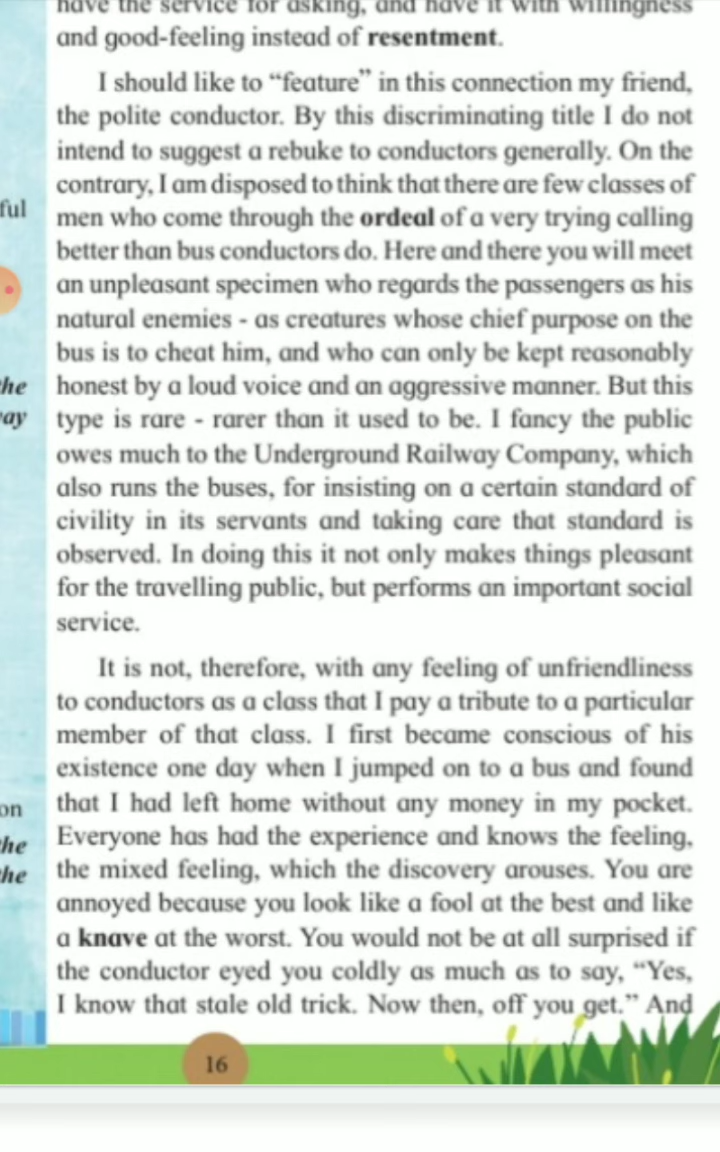 have the service for asking, and have it with willingness
and good-feeling instead of resentment.
I should like to “feature” in this connection my friend,
the polite conductor. By this discriminating title I do not
intend to suggest a rebuke to conductors generally. On the
contrary, I am disposed to think that there are few classes of
men who come through the ordeal of a very trying calling
better than bus conductors do. Here and there you will meet
an unpleasant specimen who regards the passengers as his
natural enemies - as creatures whose chief purpose on the
bus is to cheat him, and who can only be kept reasonably
honest by a loud voice and an aggressive manner. But this
type is rare - rarer than it used to be. I fancy the public
owes much to the Underground Railway Company, which
also runs the buses, for insisting on a certain standard of
civility in its servants and taking care that standard is
observed. In doing this it not only makes things pleasant
for the travelling public, but performs an important social
service.
It is not, therefore, with any feeling of unfriendliness
to conductors as a class that I pay a tribute to a particular
member of that class. I first became conscious of his
existence one day when I jumped on to a bus and found
that I had left home without any money in my pocket.
Everyone has had the experience and knows the feeling,
the mixed feeling, which the discovery arouses. You are
annoyed because you look like a fool at the best and like
a knave at the worst. You would not be at all surprised if
the conductor eyed you coldly as much as to say, “Yes,
I know that stale old trick. Now then, off you get.” And
ful
the
on
the
the
16